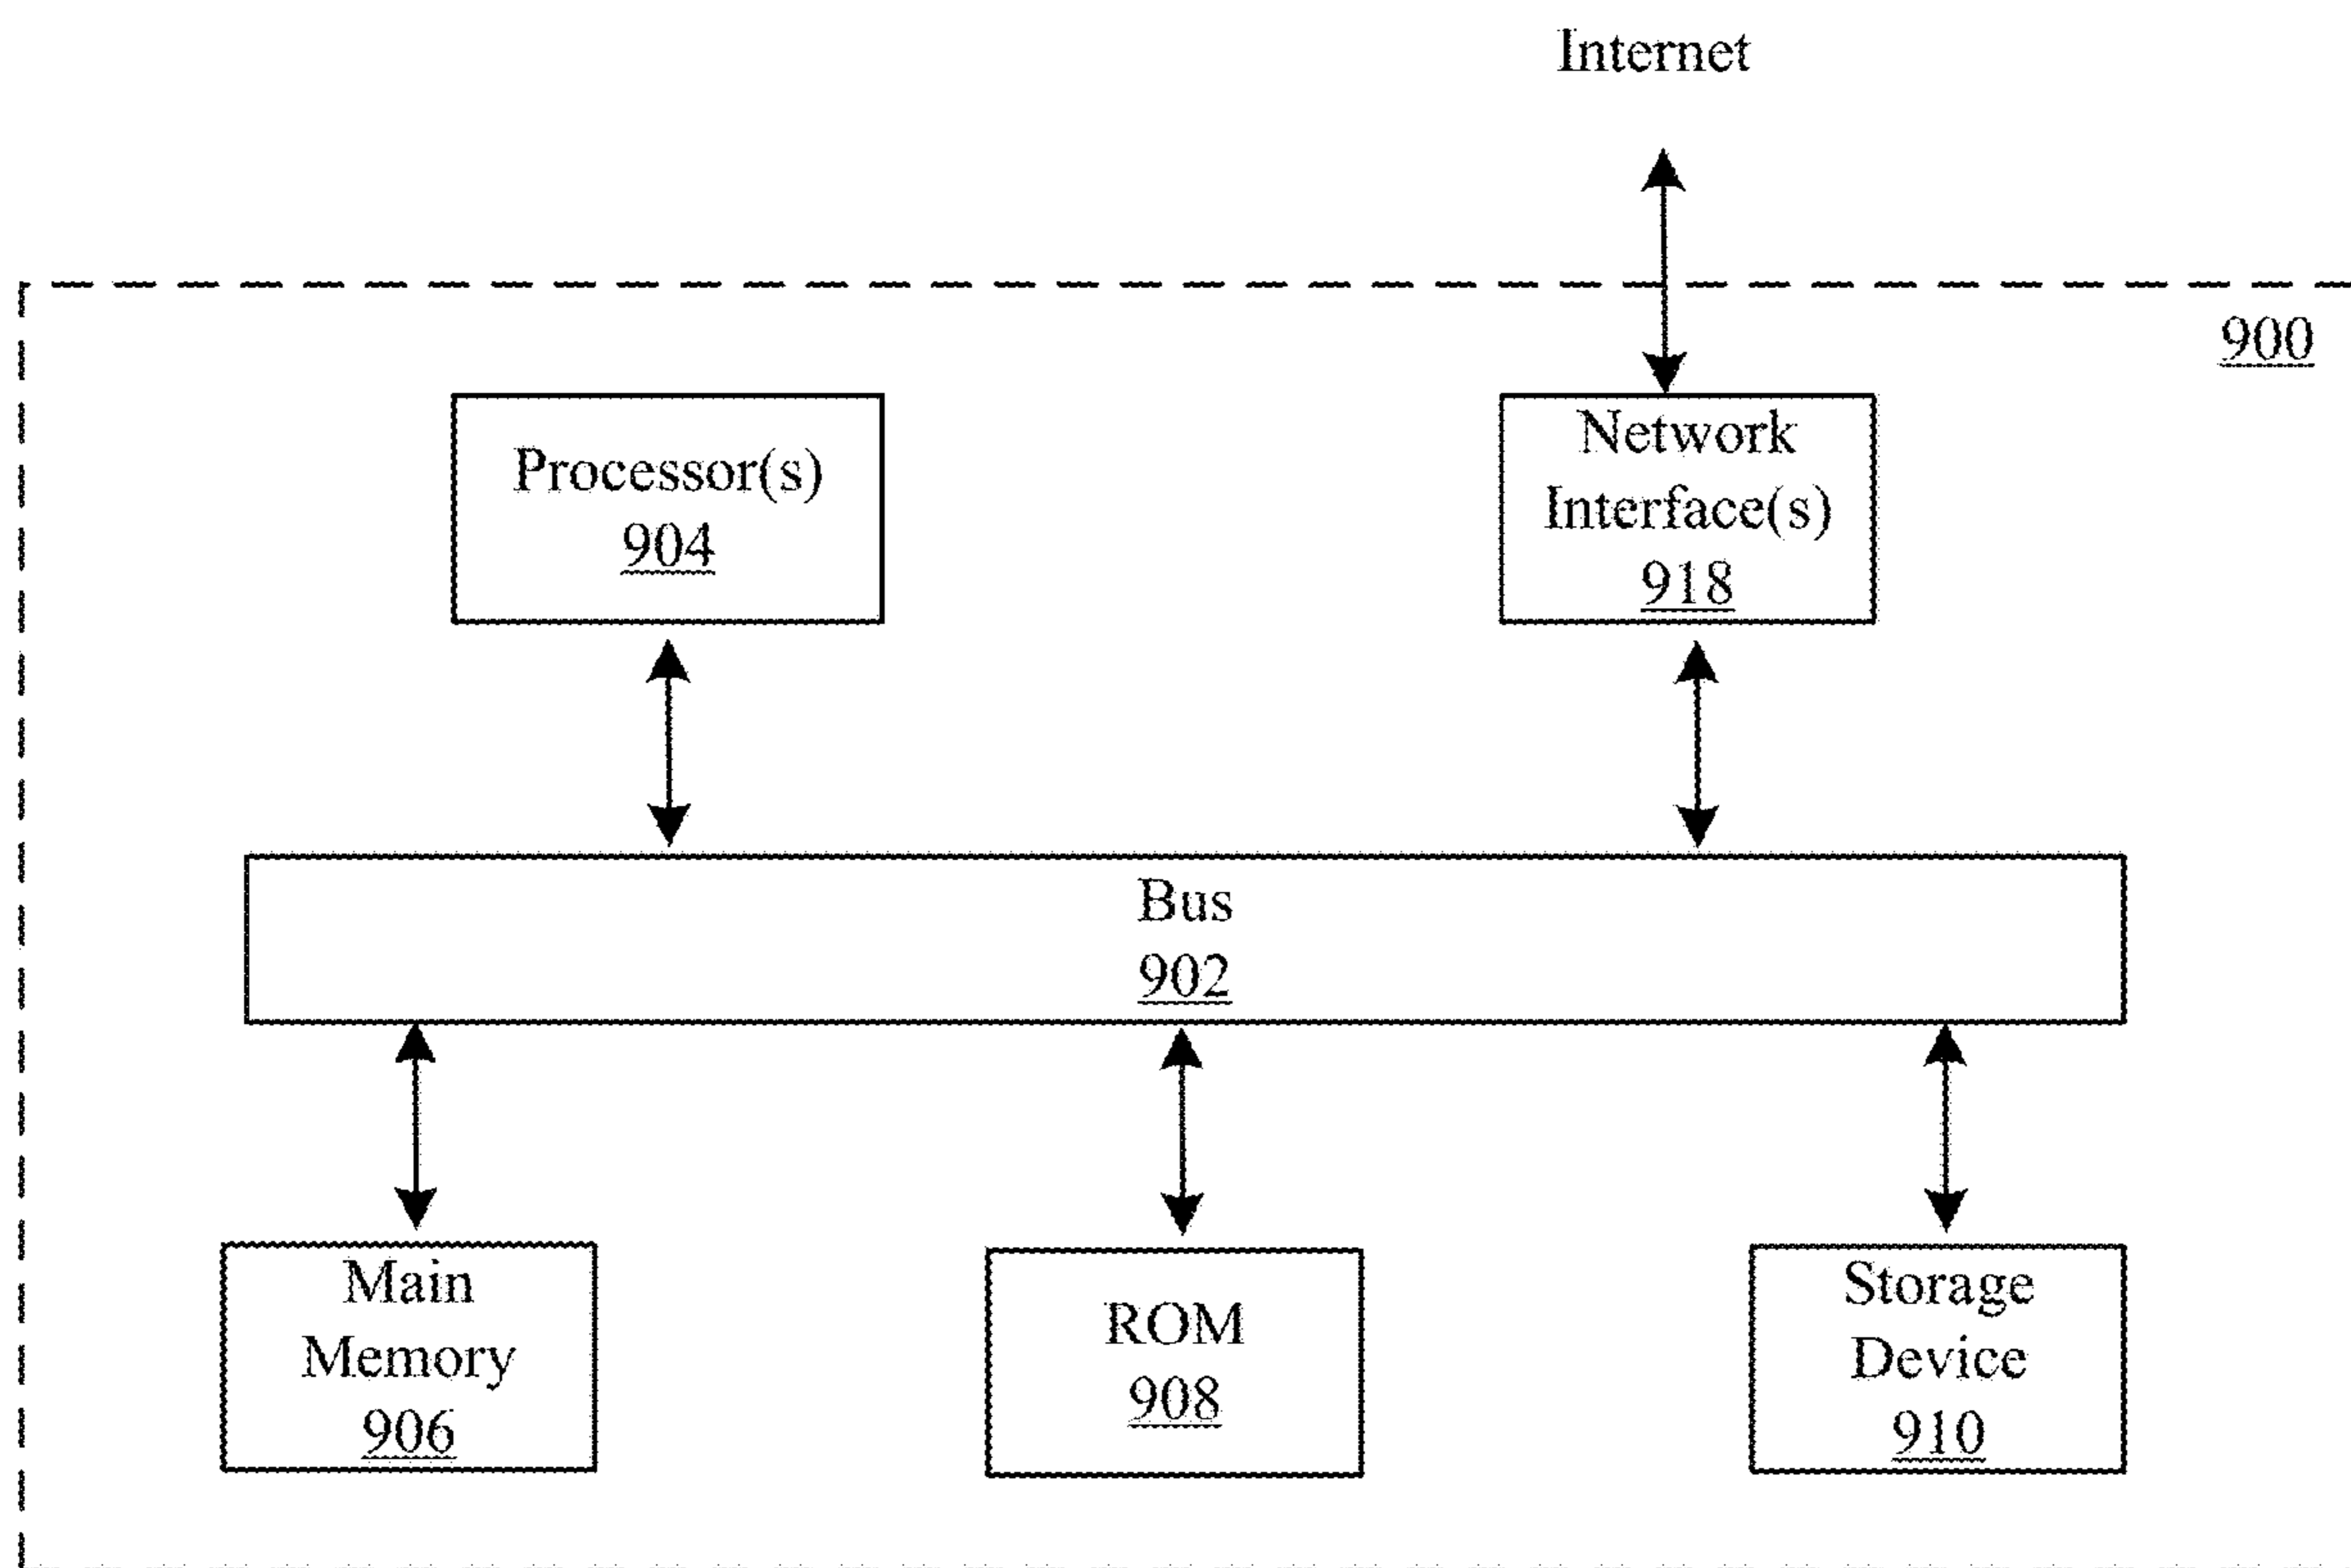 Internet
900
Processor(s)
904
Network
Interface(s)
918
Bus
902
Main
Memory
906
ROM
908
Storage
Device
910